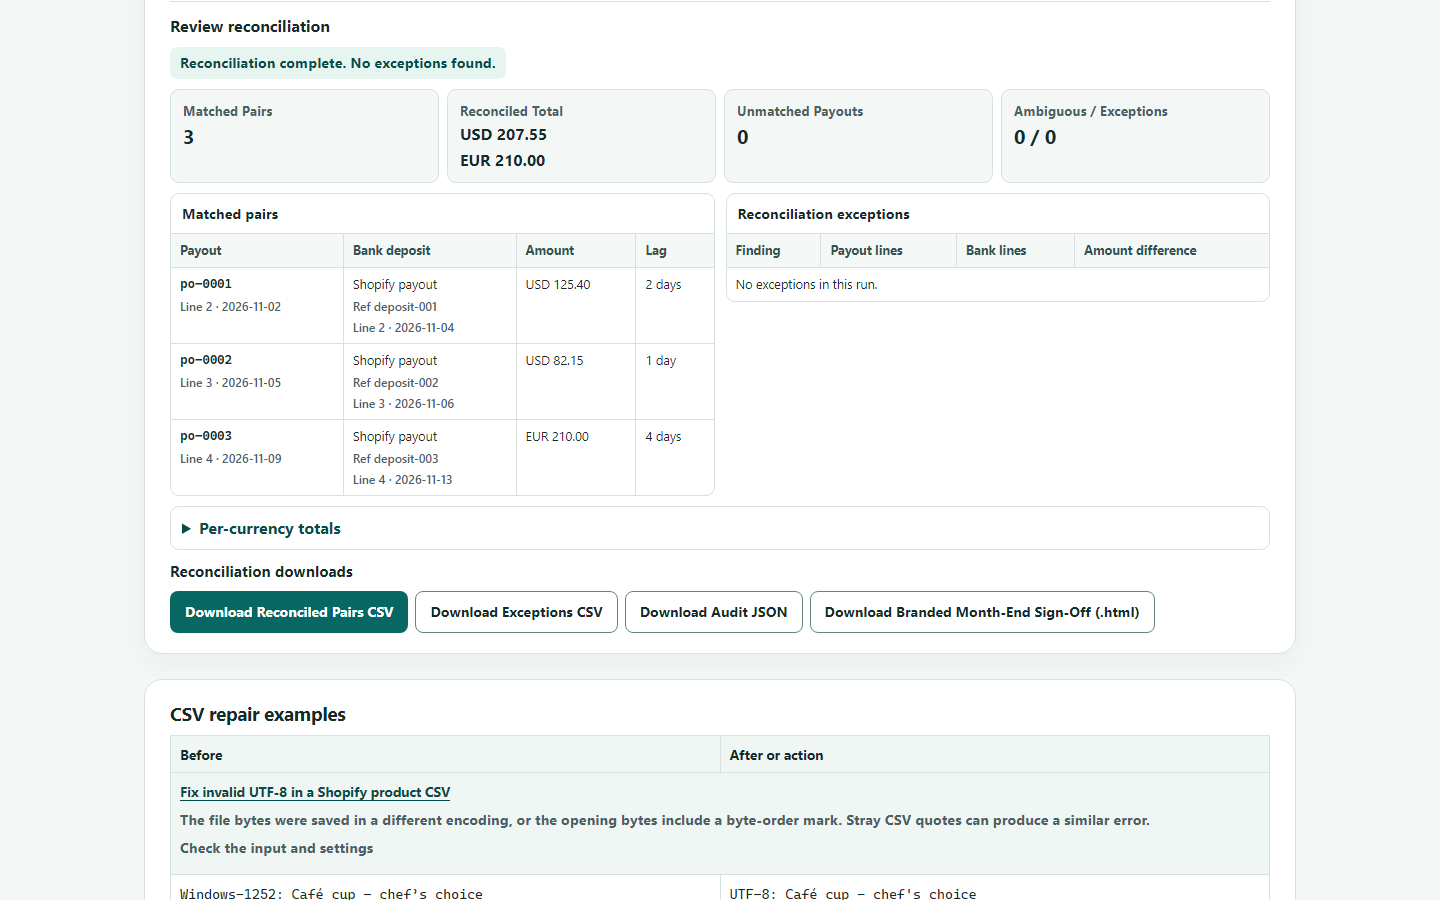 Review reconciliation
Reconciliation complete. No exceptions found.
Matched Pairs
3
Reconciled Total
USD 207.55
EUR 210.00
Unmatched Payouts
0
Ambiguous / Exceptions
0 / 0
Matched pairs
Payout Bank deposit Amount Lag
po-0001 Shopify payout USD 125.40 2 days
Line 2 · 2026-11-02 Ref deposit-001
Line 2 · 2026-11-04
po-0002 Shopify payout USD 82.15 1 day
Line 3 · 2026-11-05 Ref deposit-002
Line 3 · 2026-11-06
po-0003 Shopify payout EUR 210.00 4 days
Line 4 · 2026-11-09 Ref deposit-003
Line 4 · 2026-11-13
Reconciliation exceptions
Finding Payout lines Bank lines Amount difference
No exceptions in this run.
Per-currency totals
Reconciliation downloads
Download Reconciled Pairs CSV Download Exceptions CSV Download Audit JSON Download Branded Month-End Sign-Off (.html)
CSV repair examples
Before After or action
Fix invalid UTF-8 in a Shopify product CSV
The file bytes were saved in a different encoding, or the opening bytes include a byte-order mark. Stray CSV quotes can produce a similar error.
Check the input and settings
Windows-1252: Café cup – chef’s choice UTF-8: Café cup – chef's choice